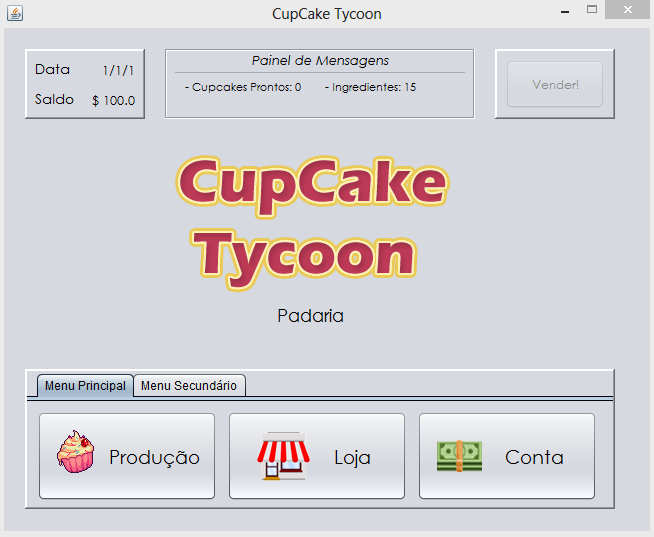 CupCake Tycoon
Data 1/1/1
Saldo $ 100.0
Painel de Mensagens
- Cupcakes Prontos: 0 - Ingredientes: 15
Vender!
CupCake
Tycoon
Padaria
Menu Principal Menu Secundário
Produção Loja Conta